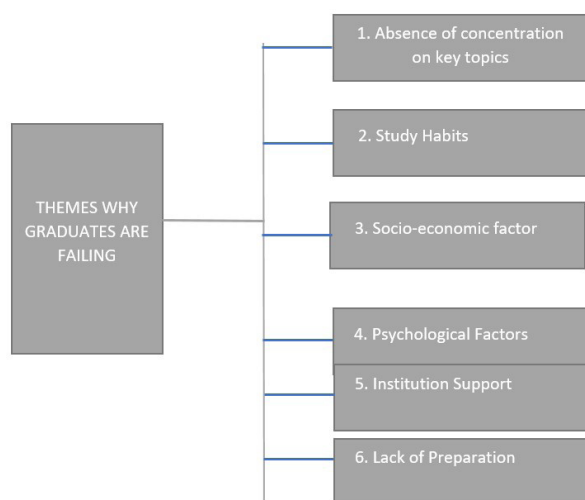 THEMES WHY
GRADUATES ARE
FAILING
1. Absence of concentration
on key topics
2. Study Habits
3. Socio-economic factor
4. Psychological Factors
5. Institution Support
6. Lack of Preparation